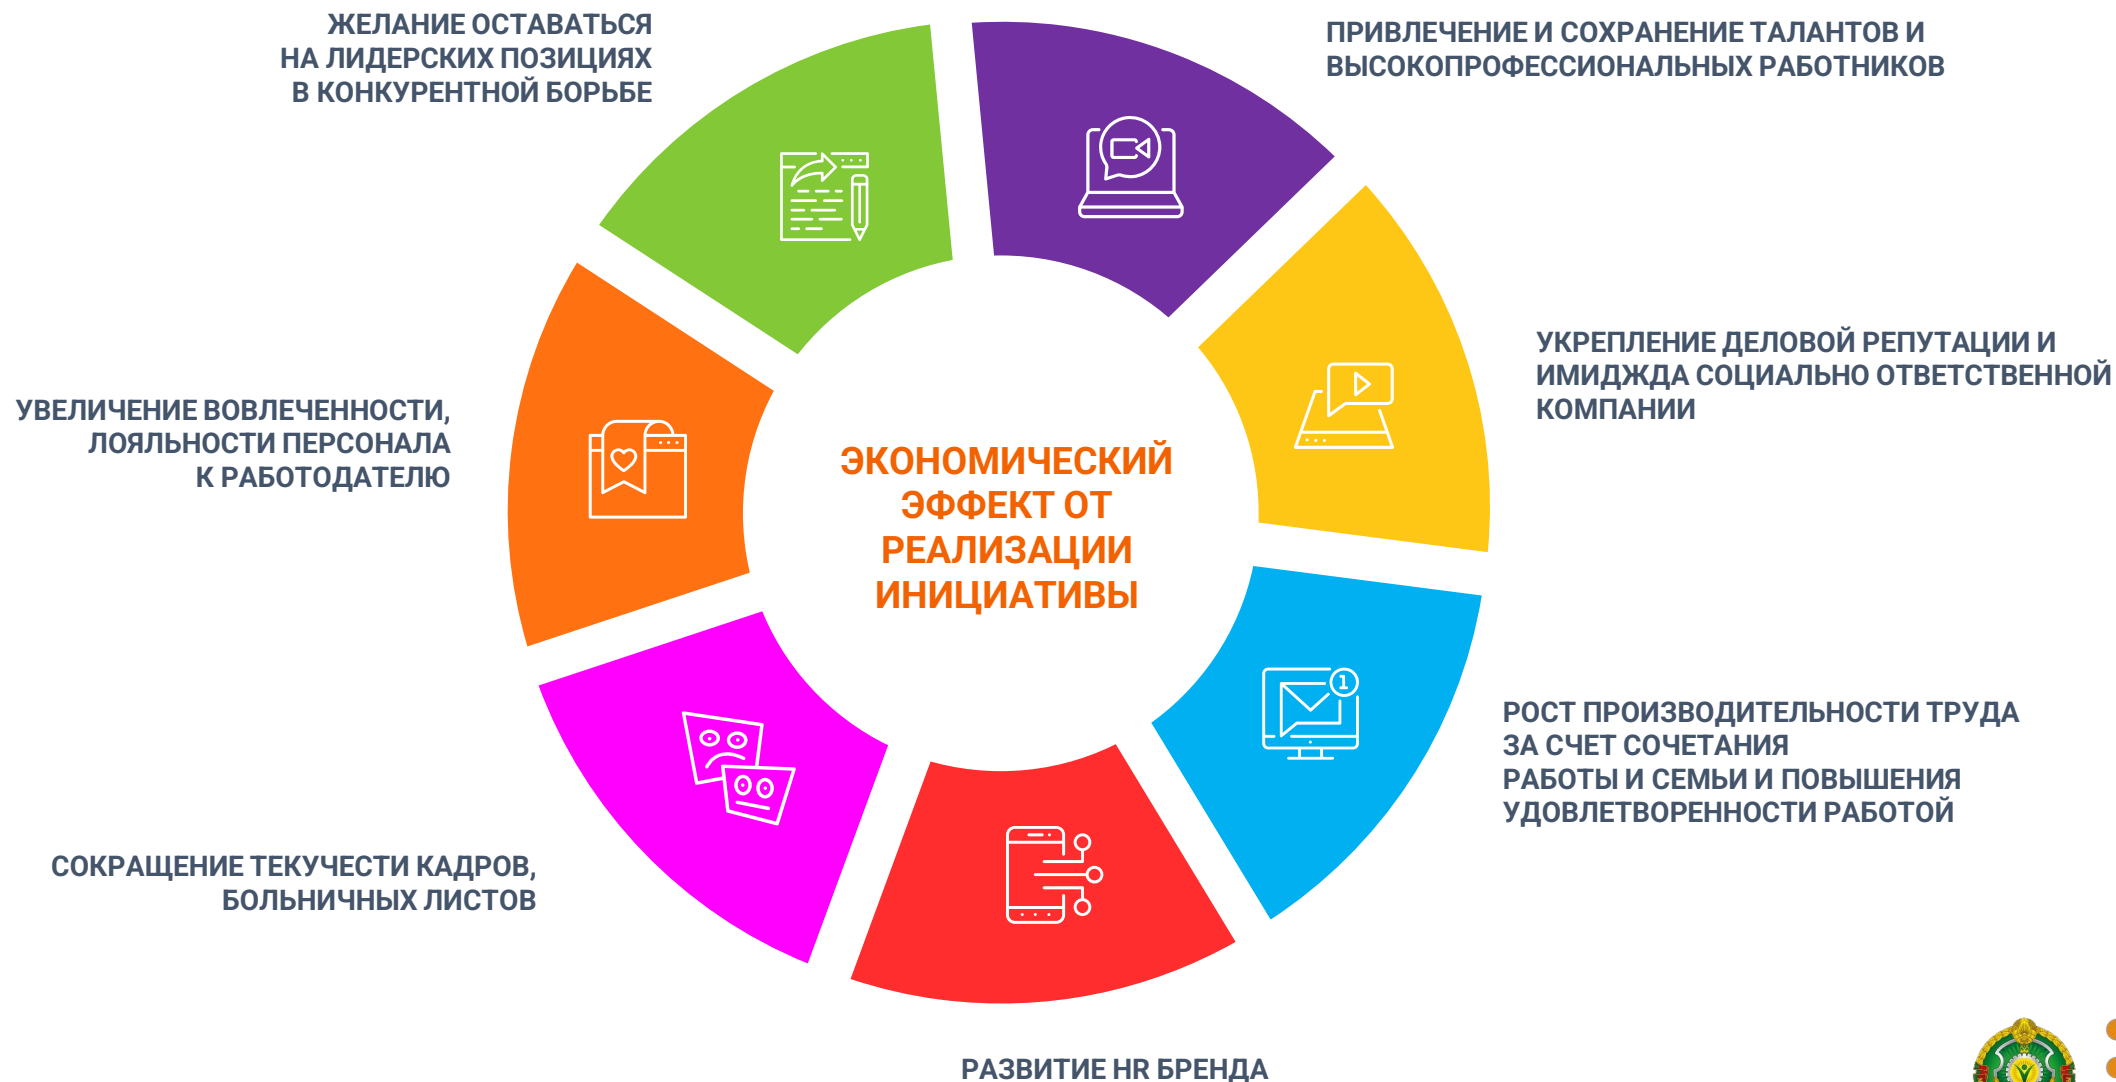 ЖЕЛАНИЕ ОСТАВАТЬСЯ
НА ЛИДЕРСКИХ ПОЗИЦИЯХ
В КОНКУРЕНТНОЙ БОРЬБЕ
ПРИВЛЕЧЕНИЕ И СОХРАНЕНИЕ ТАЛАНТОВ И
ВЫСОКОПРОФЕССИОНАЛЬНЫХ РАБОТНИКОВ
УКРЕПЛЕНИЕ ДЕЛОВОЙ РЕПУТАЦИИ И
ИМИДЖДА СОЦИАЛЬНО ОТВЕТСТВЕННОЙ
КОМПАНИИ
УВЕЛИЧЕНИЕ ВОВЛЕЧЕННОСТИ,
ЛОЯЛЬНОСТИ ПЕРСОНАЛА
К РАБОТОДАТЕЛЮ
ЭКОНОМИЧЕСКИЙ
ЭФФЕКТ ОТ
РЕАЛИЗАЦИИ
ИНИЦИАТИВЫ
1
РОСТ ПРОИЗВОДИТЕЛЬНОСТИ ТРУДА
ЗА СЧЕТ СОЧЕТАНИЯ
РАБОТЫ И СЕМЬИ И ПОВЫШЕНИЯ
УДОВЛЕТВОРЕННОСТИ РАБОТОЙ
СОКРАЩЕНИЕ ТЕКУЧЕСТИ КАДРОВ,
БОЛЬНИЧНЫХ ЛИСТОВ
РАЗВИТИЕ HR БРЕНДА